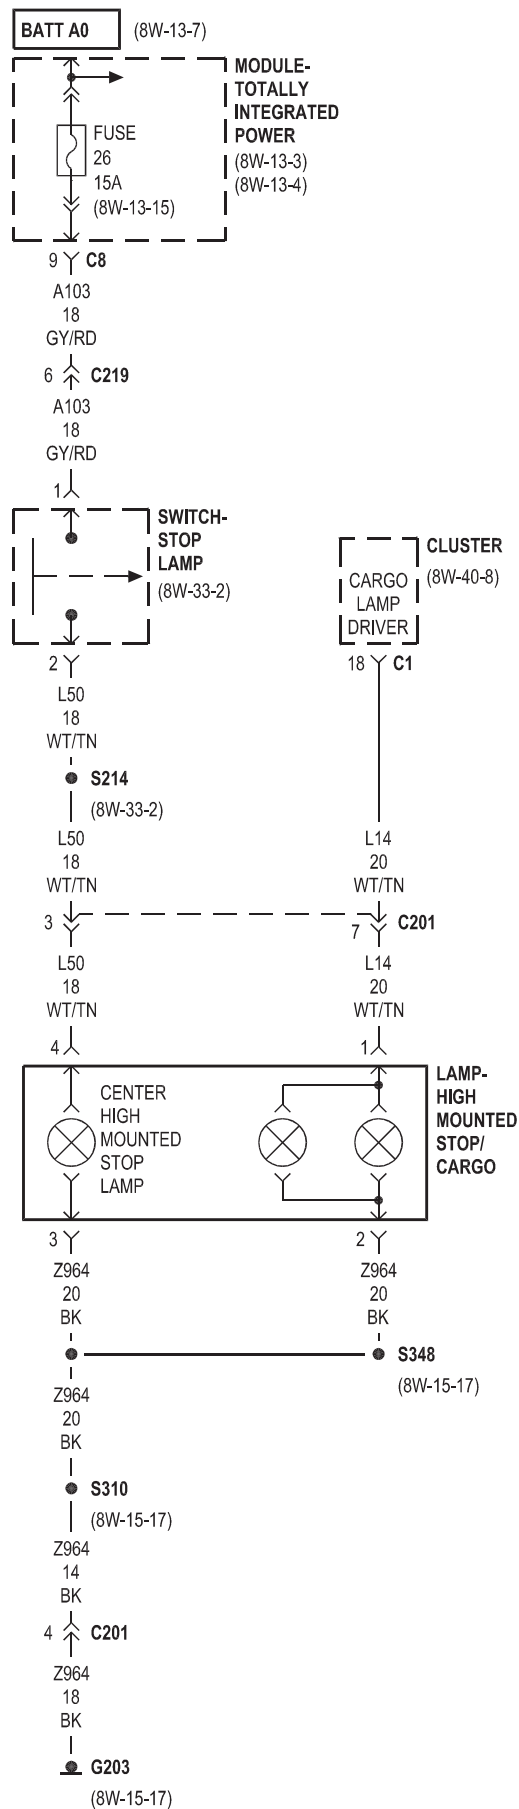 BATT A0 (8W-13-7)
MODULE-
TOTALLY
INTEGRATED
POWER
(8W-13-3)
(8W-13-4)
FUSE
26
15A
(8W-13-15)
9 C8
A103
18
GY/RD
6 C219
A103
18
GY/RD
1
SWITCH-
STOP
LAMP
(8W-33-2)
CLUSTER
(8W-40-8)
CARGO
LAMP
DRIVER
2
18 C1
L50
18
WT/TN
S214
(8W-33-2)
L50
18
WT/TN
L14
20
WT/TN
3
7 C201
L50
18
WT/TN
L14
20
WT/TN
4
1
CENTER
HIGH
MOUNTED
STOP
LAMP
LAMP-
HIGH
MOUNTED
STOP/
CARGO
3
2
Z964
20
BK
Z964
20
BK
S348
(8W-15-17)
Z964
20
BK
S310
(8W-15-17)
Z964
14
BK
4 C201
Z964
18
BK
G203
(8W-15-17)